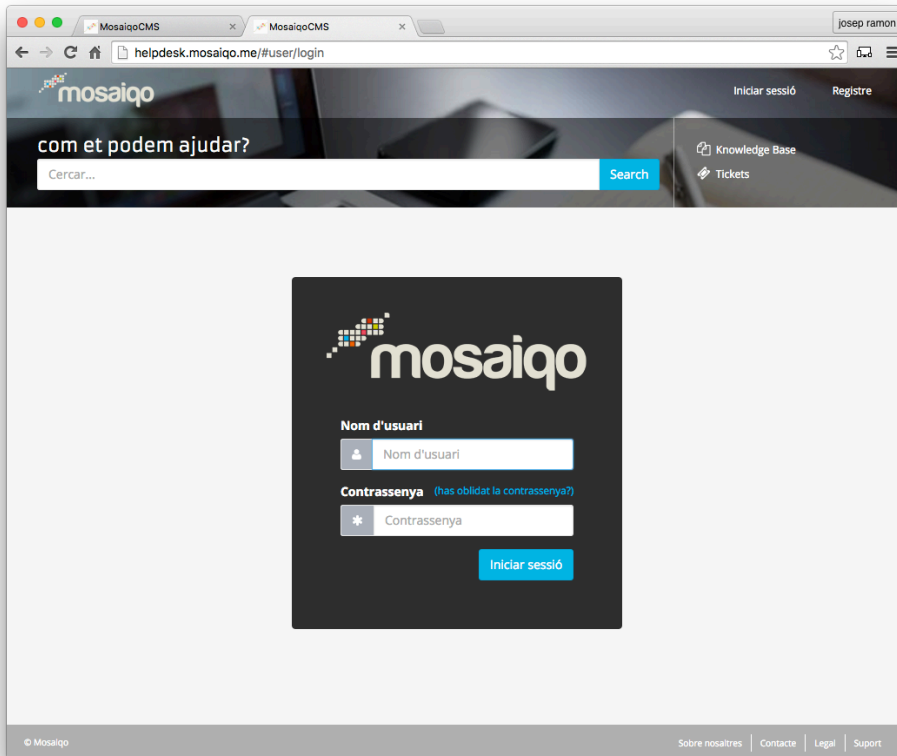 MosaiqoCMS
MosaiqoCMS
josep ramon
helpdesk.mosaiqo.me/#user/login
mosaiqo
Iniciar sessió
Registre
com et podem ajudar?
Cercar...
Search
Knowledge Base
Tickets
mosaiqo
Nom d'usuari
Nom d'usuari
Contrassenya (has oblidat la contrassenya?)
Contrassenya
Iniciar sessió
© Mosaiqo
Sobre nosaltres
Contacte
Legal
Suport